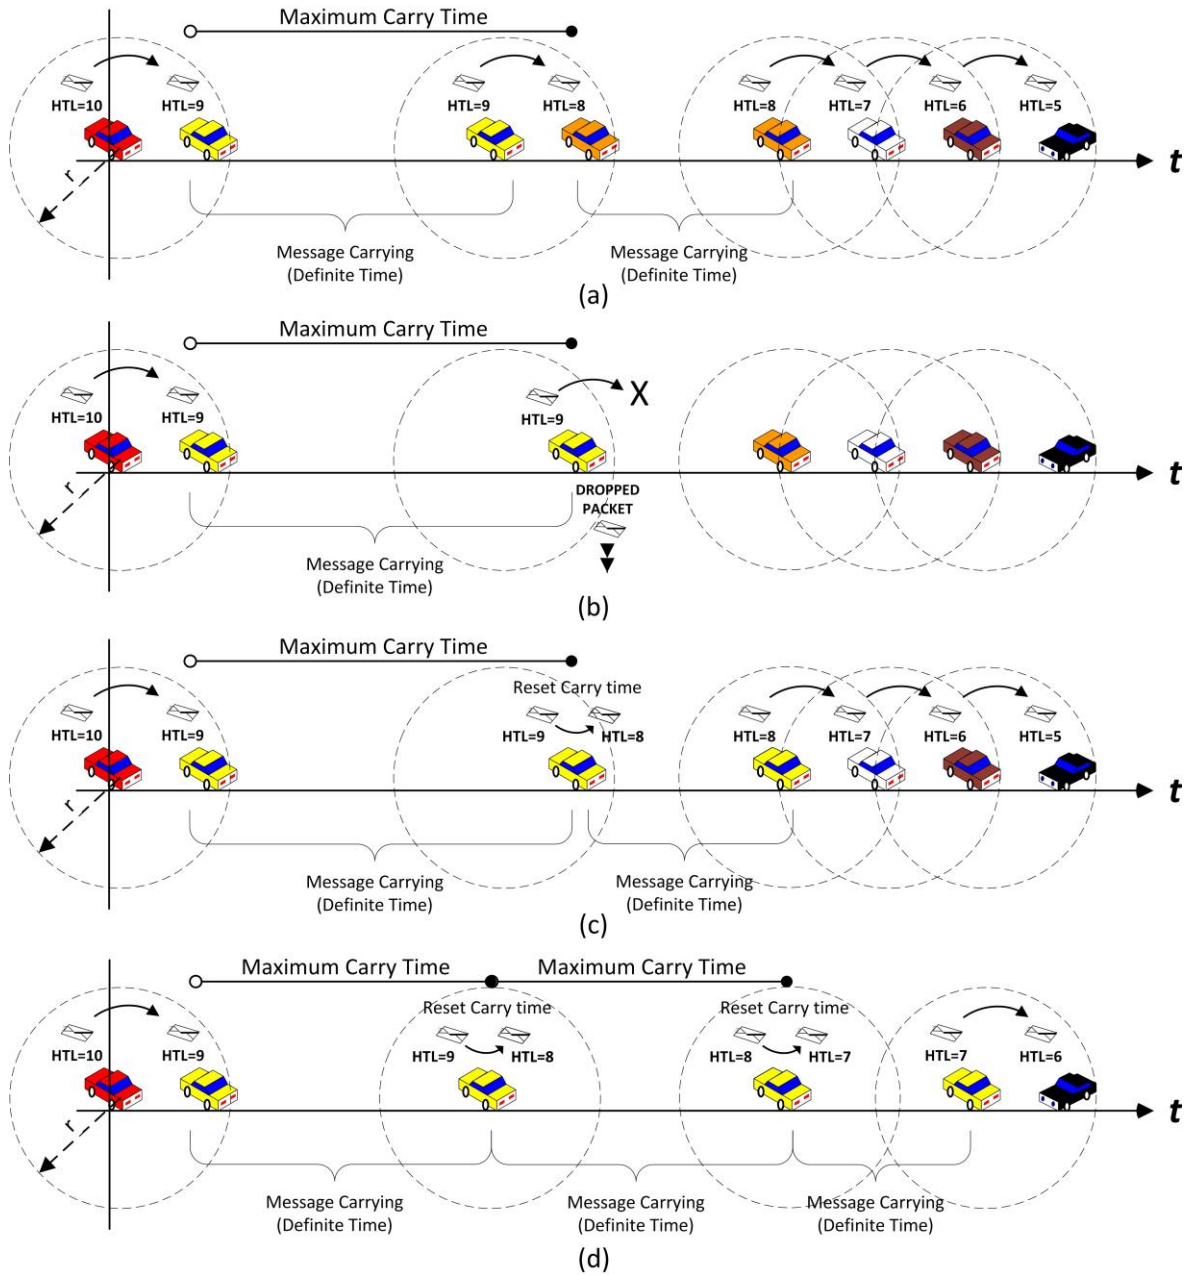 Maximum Carry Time
HTL=10 HTL=9 HTL=9 HTL=8 HTL=8 HTL=7 HTL=6 HTL=5
t
r
Message Carrying Message Carrying
(Definite Time) (Definite Time)
(a)
Maximum Carry Time
HTL=10 HTL=9 HTL=9 X
t
r
DROPPED
PACKET
Message Carrying
(Definite Time)
(b)
Maximum Carry Time
Reset Carry time
HTL=10 HTL=9 HTL=9 HTL=8 HTL=8 HTL=7 HTL=6 HTL=5
t
r
Message Carrying Message Carrying
(Definite Time) (Definite Time)
(c)
Maximum Carry Time Maximum Carry Time
Reset Carry time Reset Carry time
HTL=10 HTL=9 HTL=9 HTL=8 HTL=8 HTL=7 HTL=7 HTL=6
t
r
Message Carrying Message Carrying Message Carrying
(Definite Time) (Definite Time) (Definite Time)
(d)